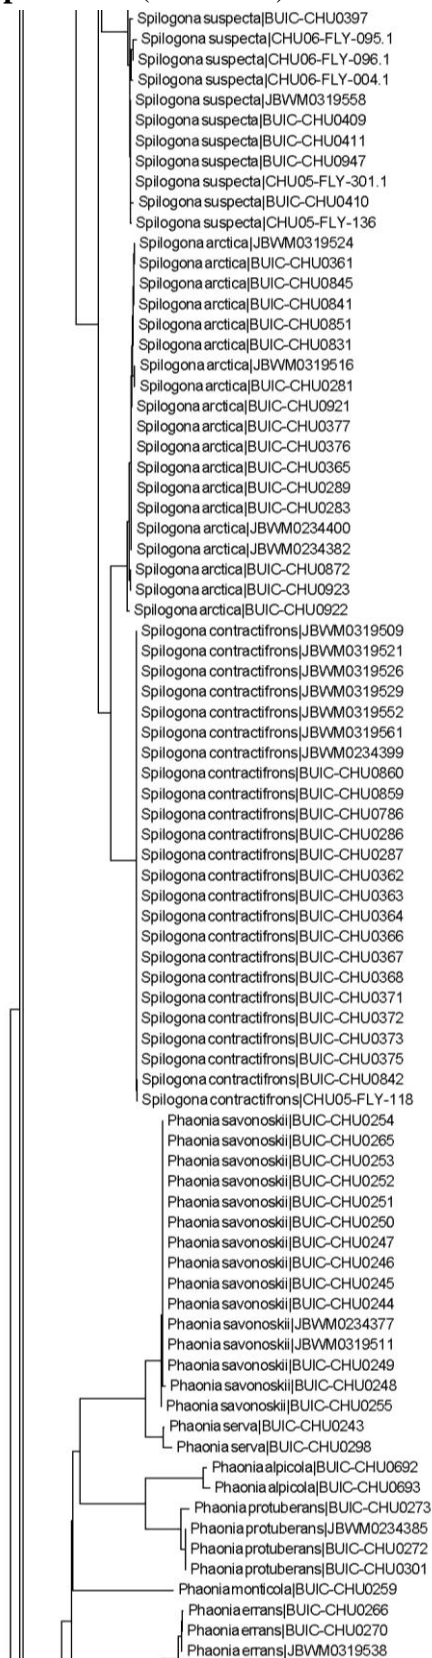 Spilogona suspecta|BUIC-CHU0397
Spilogona suspecta|CHU06-FLY-095.1
Spilogona suspecta|CHU06-FLY-096.1
Spilogona suspecta|CHU06-FLY-004.1
Spilogona suspecta|JBWM0319558
Spilogona suspecta|BUIC-CHU0409
Spilogona suspecta|BUIC-CHU0411
Spilogona suspecta|BUIC-CHU0947
Spilogona suspecta|CHU05-FLY-301.1
Spilogona suspecta|BUIC-CHU0410
Spilogona suspecta|CHU05-FLY-136
Spilogona arctica|JBWM0319524
Spilogona arctica|BUIC-CHU0361
Spilogona arctica|BUIC-CHU0845
Spilogona arctica|BUIC-CHU0841
Spilogona arctica|BUIC-CHU0851
Spilogona arctica|BUIC-CHU0831
Spilogona arctica|JBWM0319516
Spilogona arctica|BUIC-CHU0281
Spilogona arctica|BUIC-CHU0921
Spilogona arctica|BUIC-CHU0377
Spilogona arctica|BUIC-CHU0376
Spilogona arctica|BUIC-CHU0365
Spilogona arctica|BUIC-CHU0289
Spilogona arctica|BUIC-CHU0283
Spilogona arctica|JBWM0234400
Spilogona arctica|JBWM0234382
Spilogona arctica|BUIC-CHU0872
Spilogona arctica|BUIC-CHU0923
Spilogona arctica|BUIC-CHU0922
Spilogona contractifrons|JBWM0319509
Spilogona contractifrons|JBWM0319521
Spilogona contractifrons|JBWM0319526
Spilogona contractifrons|JBWM0319529
Spilogona contractifrons|JBWM0319552
Spilogona contractifrons|JBWM0319561
Spilogona contractifrons|JBWM0234399
Spilogona contractifrons|BUIC-CHU0860
Spilogona contractifrons|BUIC-CHU0859
Spilogona contractifrons|BUIC-CHU0786
Spilogona contractifrons|BUIC-CHU0286
Spilogona contractifrons|BUIC-CHU0287
Spilogona contractifrons|BUIC-CHU0362
Spilogona contractifrons|BUIC-CHU0363
Spilogona contractifrons|BUIC-CHU0364
Spilogona contractifrons|BUIC-CHU0366
Spilogona contractifrons|BUIC-CHU0367
Spilogona contractifrons|BUIC-CHU0368
Spilogona contractifrons|BUIC-CHU0371
Spilogona contractifrons|BUIC-CHU0372
Spilogona contractifrons|BUIC-CHU0373
Spilogona contractifrons|BUIC-CHU0375
Spilogona contractifrons|BUIC-CHU0842
Spilogona contractifrons|CHU05-FLY-118
Phaonia savonoskii|BUIC-CHU0254
Phaonia savonoskii|BUIC-CHU0265
Phaonia savonoskii|BUIC-CHU0253
Phaonia savonoskii|BUIC-CHU0252
Phaonia savonoskii|BUIC-CHU0251
Phaonia savonoskii|BUIC-CHU0250
Phaonia savonoskii|BUIC-CHU0247
Phaonia savonoskii|BUIC-CHU0246
Phaonia savonoskii|BUIC-CHU0245
Phaonia savonoskii|BUIC-CHU0244
Phaonia savonoskii|JBWM0234377
Phaonia savonoskii|JBWM0319511
Phaonia savonoskii|BUIC-CHU0249
Phaonia savonoskii|BUIC-CHU0248
Phaonia savonoskii|BUIC-CHU0255
Phaonia serva|BUIC-CHU0243
Phaonia serva|BUIC-CHU0298
Phaonia alpicola|BUIC-CHU0692
Phaonia alpicola|BUIC-CHU0693
Phaonia protuberans|BUIC-CHU0273
Phaonia protuberans|JBWM0234385
Phaonia protuberans|BUIC-CHU0272
Phaonia protuberans|BUIC-CHU0301
Phaonia monticola|BUIC-CHU0259
Phaonia errans|BUIC-CHU0266
Phaonia errans|BUIC-CHU0270
Phaonia errans|JBWM0319538